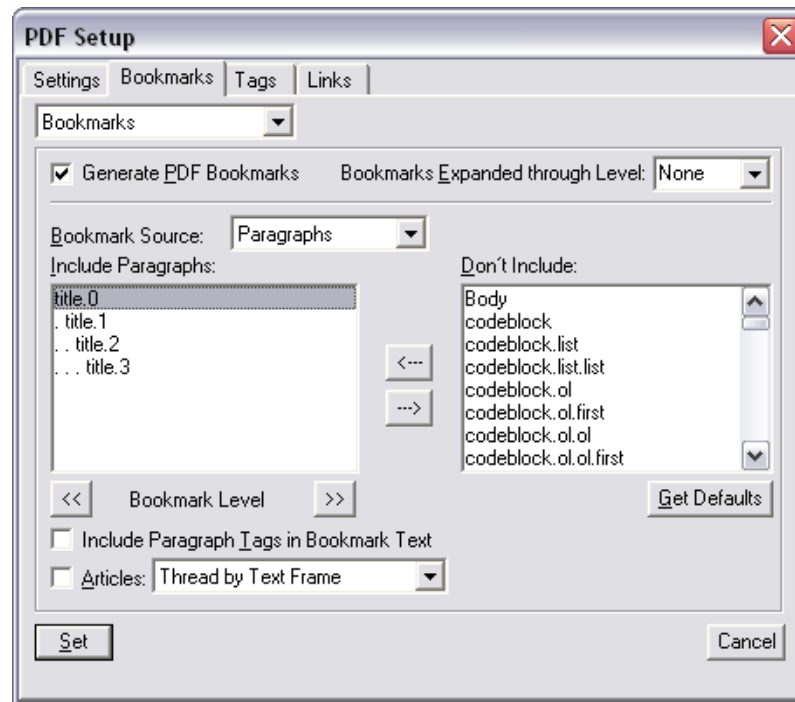 PDF Setup
Settings Bookmarks Tags Links
Bookmarks
Generate PDF Bookmarks Bookmarks Expanded through Level: None
Bookmark Source: Paragraphs
Include Paragraphs:
title.0
. title.1
. . title.2
. . . title.3
<---
--->
Don´t Include:
Body
codeblock
codeblock.list
codeblock.list.list
codeblock.ol
codeblock.ol.first
codeblock.ol.ol
codeblock.ol.ol.first
<< Bookmark Level >> Get Defaults
Include Paragraph Tags in Bookmark Text
Articles: Thread by Text Frame
Set Cancel